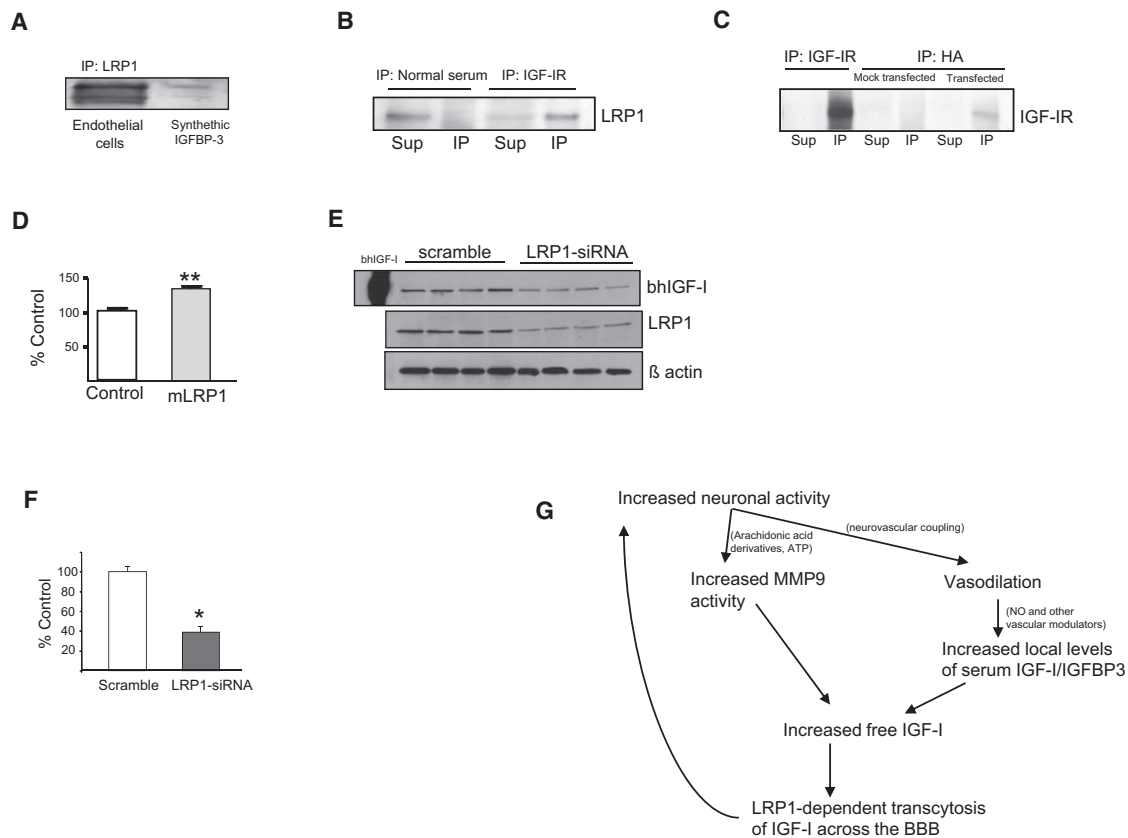 A
IP: LRP1
Endothelial
cells
Synthethic
IGFBP-3
B
IP: Normal serum
IP: IGF-IR
LRP1
Sup
IP
Sup
IP
C
IP: IGF-IR
IP: HA
Mock transfected
Transfected
IGF-IR
Sup
IP
Sup
IP
Sup
IP
D
% Control
150
100
50
**
Control
mLRP1
E
bhIGF-I
scramble
LRP1-siRNA
bhIGF-I
LRP1
ß actin
F
% Control
100
80
60
40
20
*
Scramble
LRP1-siRNA
G
Increased neuronal activity
(Arachidonic acid
derivatives, ATP)
(neurovascular coupling)
Increased MMP9
activity
Vasodilation
(NO and other
vascular modulators)
Increased local levels
of serum IGF-I/IGFBP3
Increased free IGF-I
LRP1-dependent transcytosis
of IGF-I across the BBB